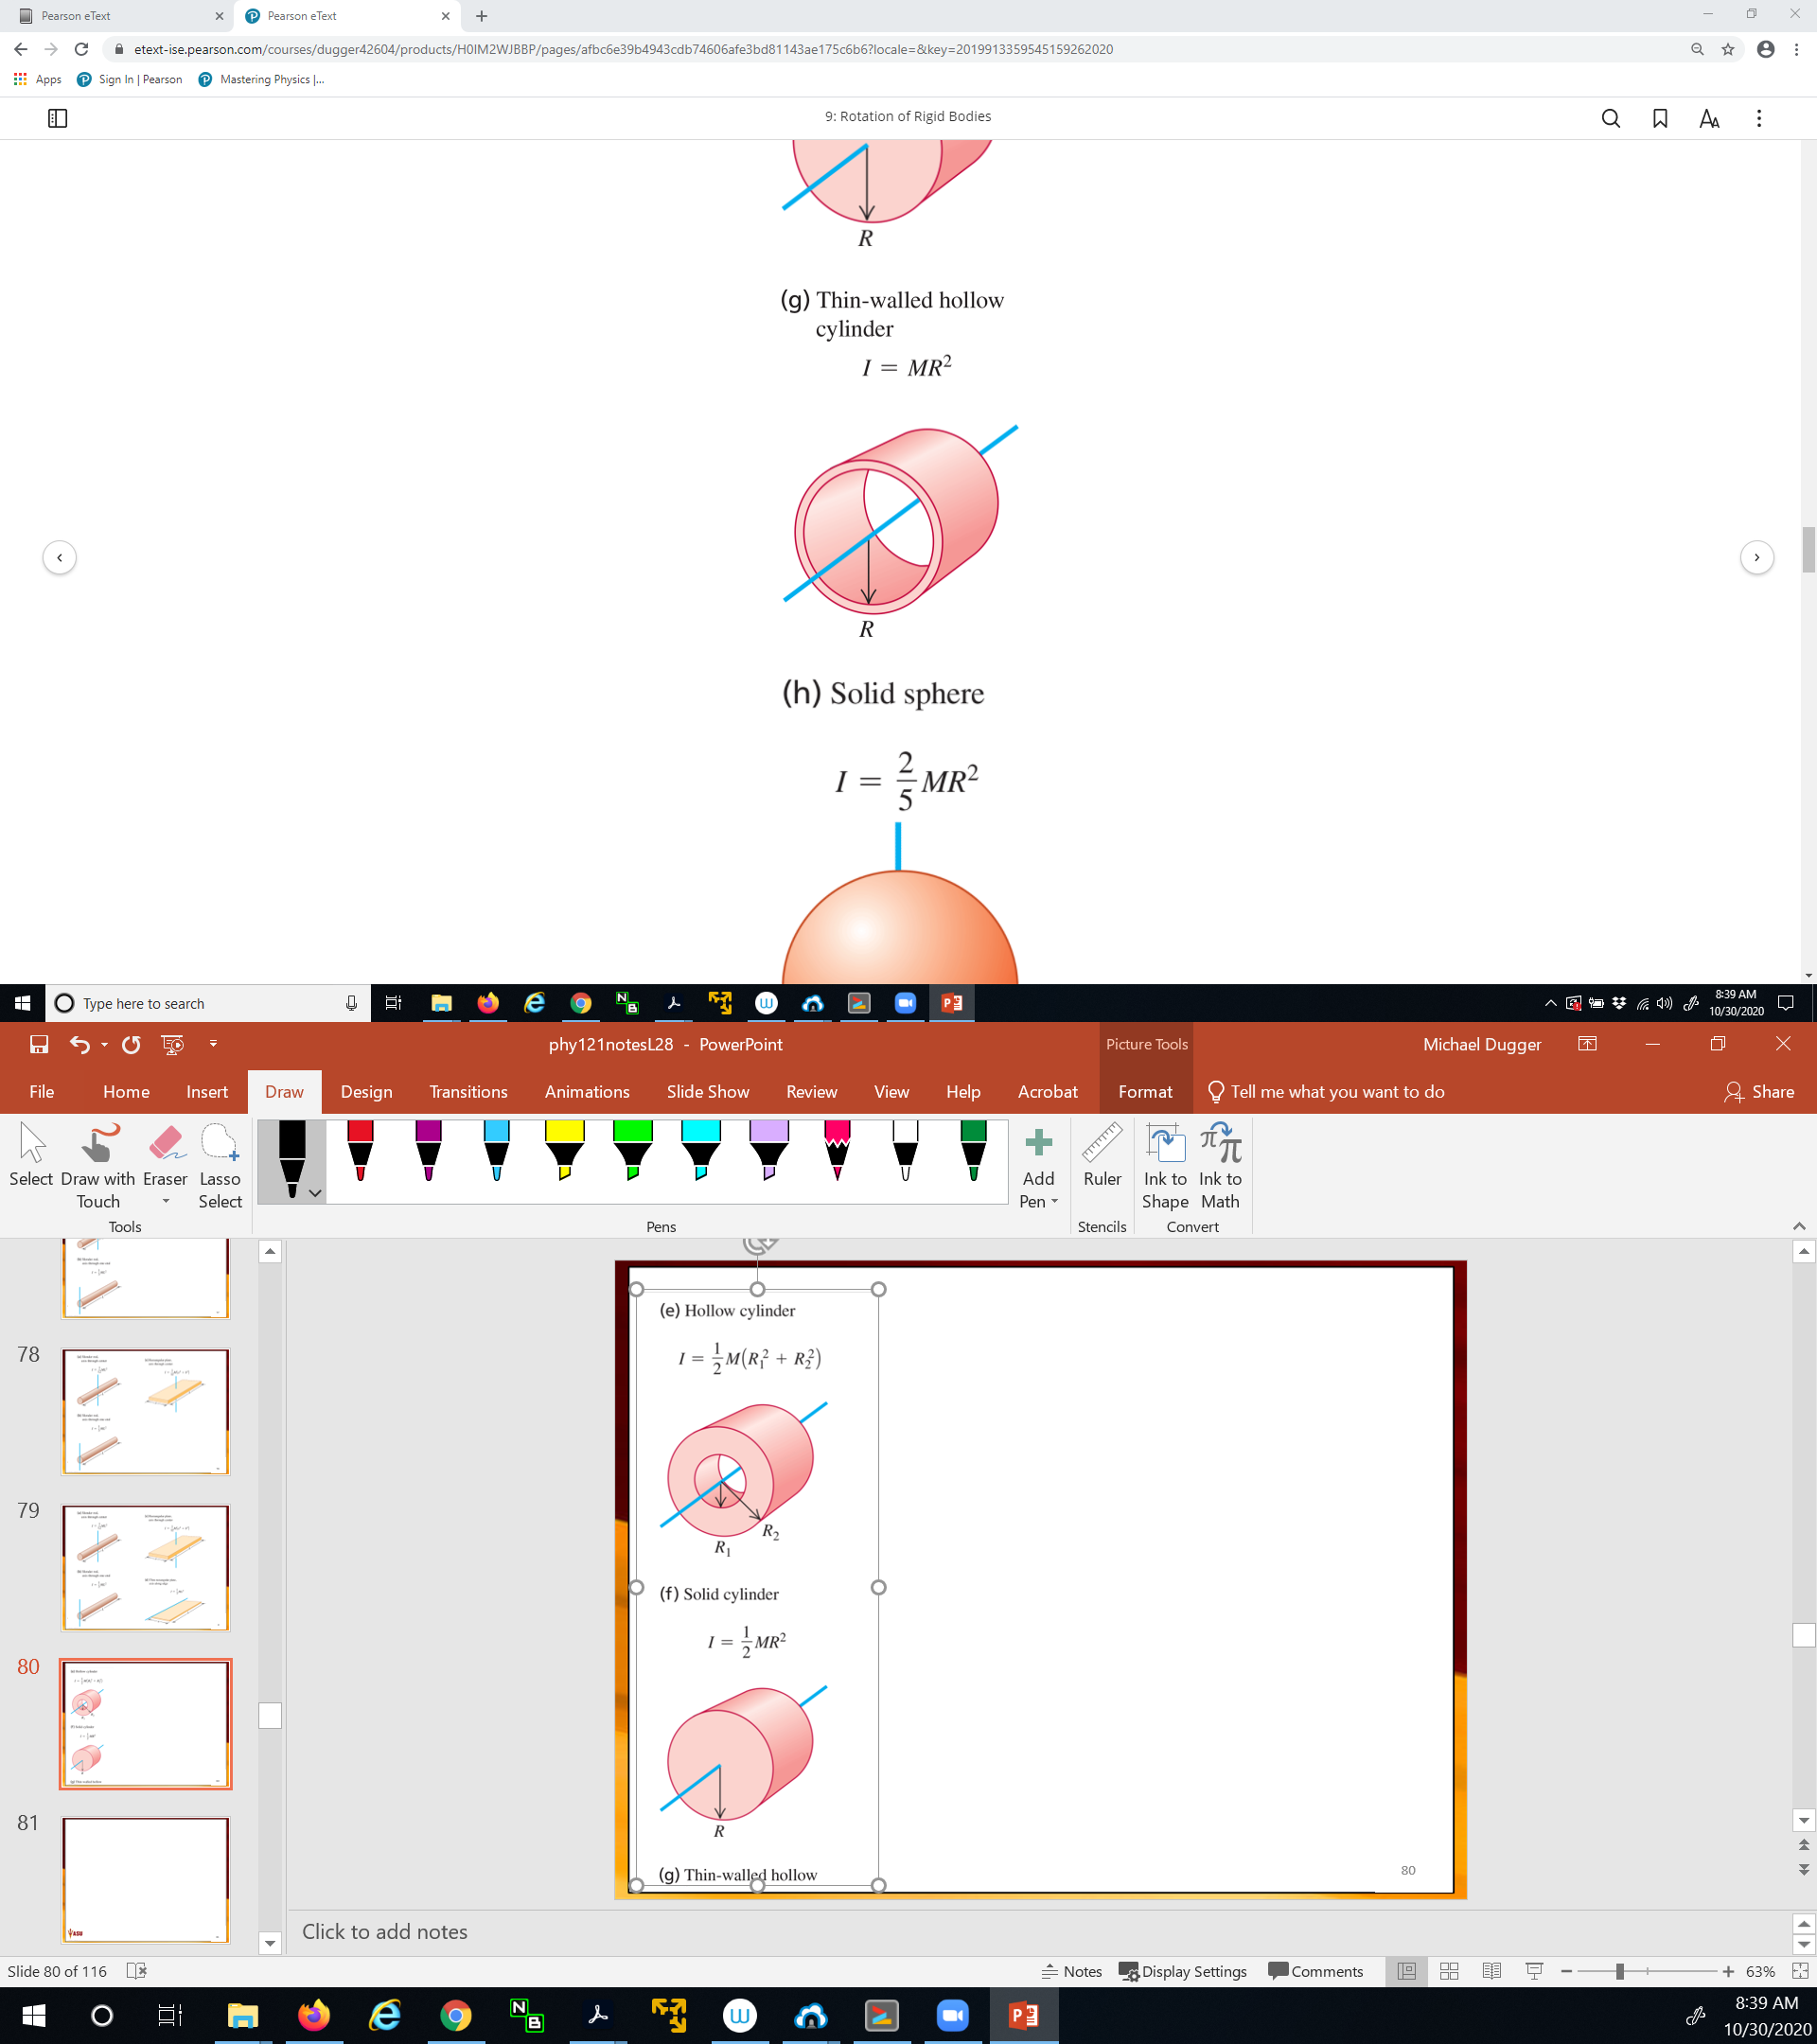 Pearson eText
Pearson eText
etext-ise.pearson.com/courses/dugger42604/products/H0IM2WJBBP/pages/afbc6e39b4943cdb74606afe3bd81143ae175c6b6?locale=&key=2019913359545159262020
Apps Sign In | Pearson Mastering Physics |...
9: Rotation of Rigid Bodies
R
(g) Thin-walled hollow
cylinder
I = MR²
R
(h) Solid sphere
I = 2/5 MR²
Type here to search
8:39 AM
10/30/2020
phy121notesL28 - PowerPoint
Picture Tools
Michael Dugger
File Home Insert Draw Design Transitions Animations Slide Show Review View Help Acrobat Format Tell me what you want to do Share
Select Draw with Touch Eraser Lasso Select
Add Pen Ruler Ink to Shape Ink to Math
Tools Pens Stencils Convert
78
79
80
81
(e) Hollow cylinder
I = 1/2 M(R₁² + R₂²)
R₂
R₁
(f) Solid cylinder
I = 1/2 MR²
R
(g) Thin-walled hollow
80
Click to add notes
Slide 80 of 116 Notes Display Settings Comments 63%
8:39 AM
10/30/2020